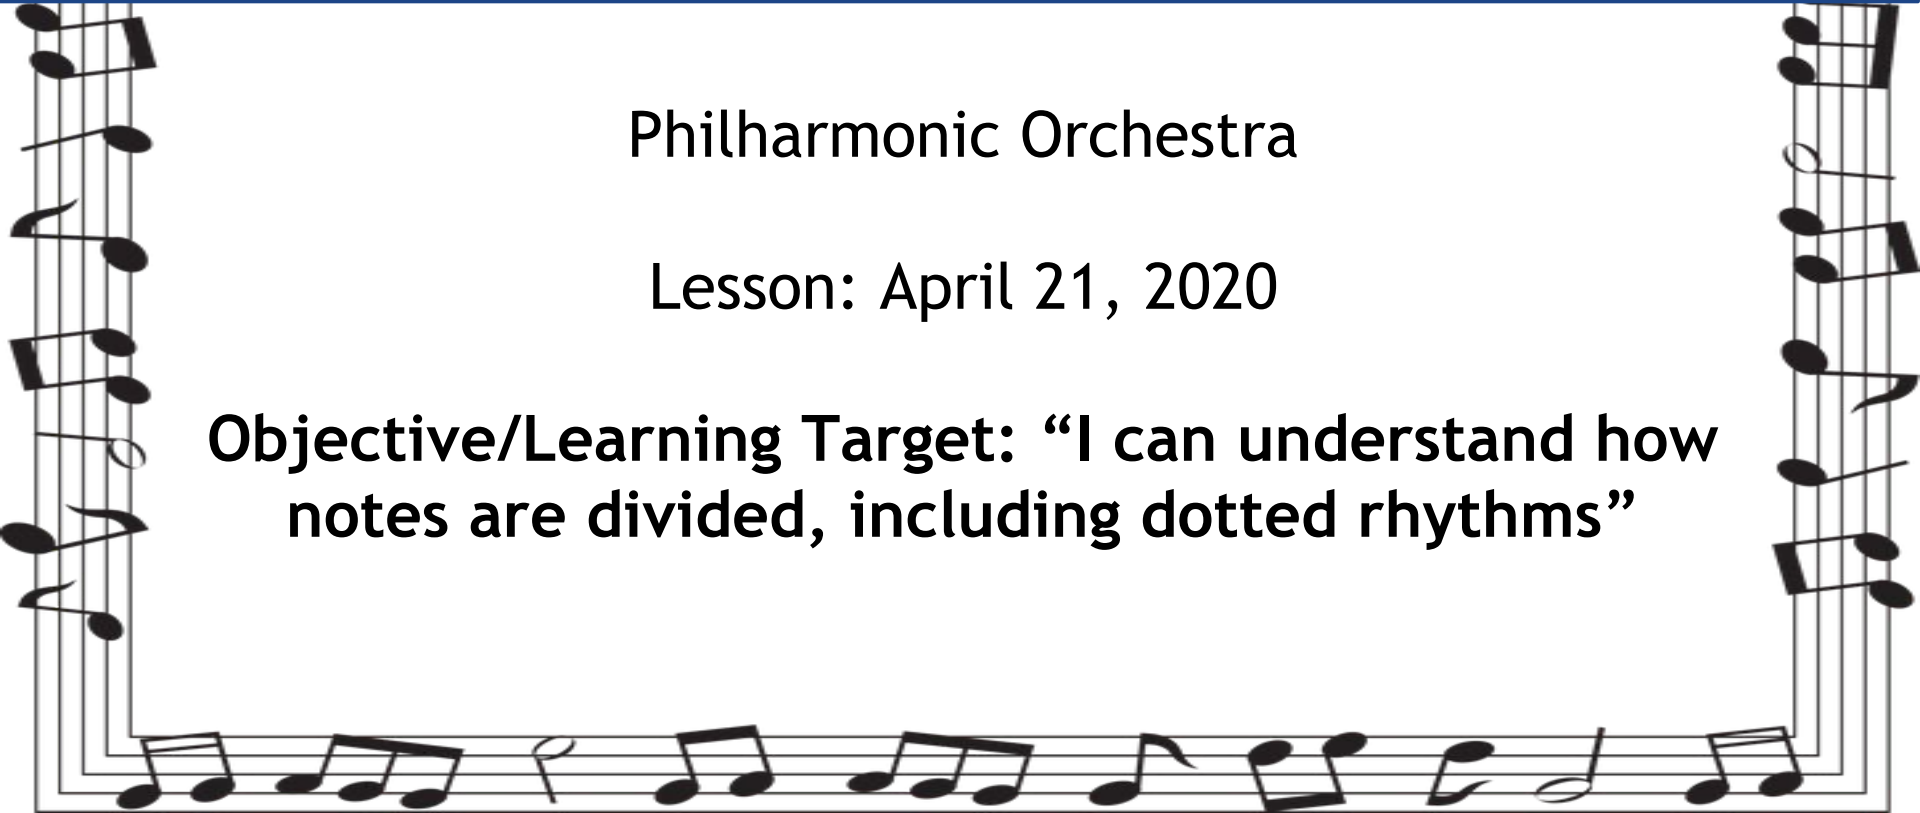 Philharmonic Orchestra
Lesson: April 21, 2020
Objective/Learning Target: “I can understand how
notes are divided, including dotted rhythms”